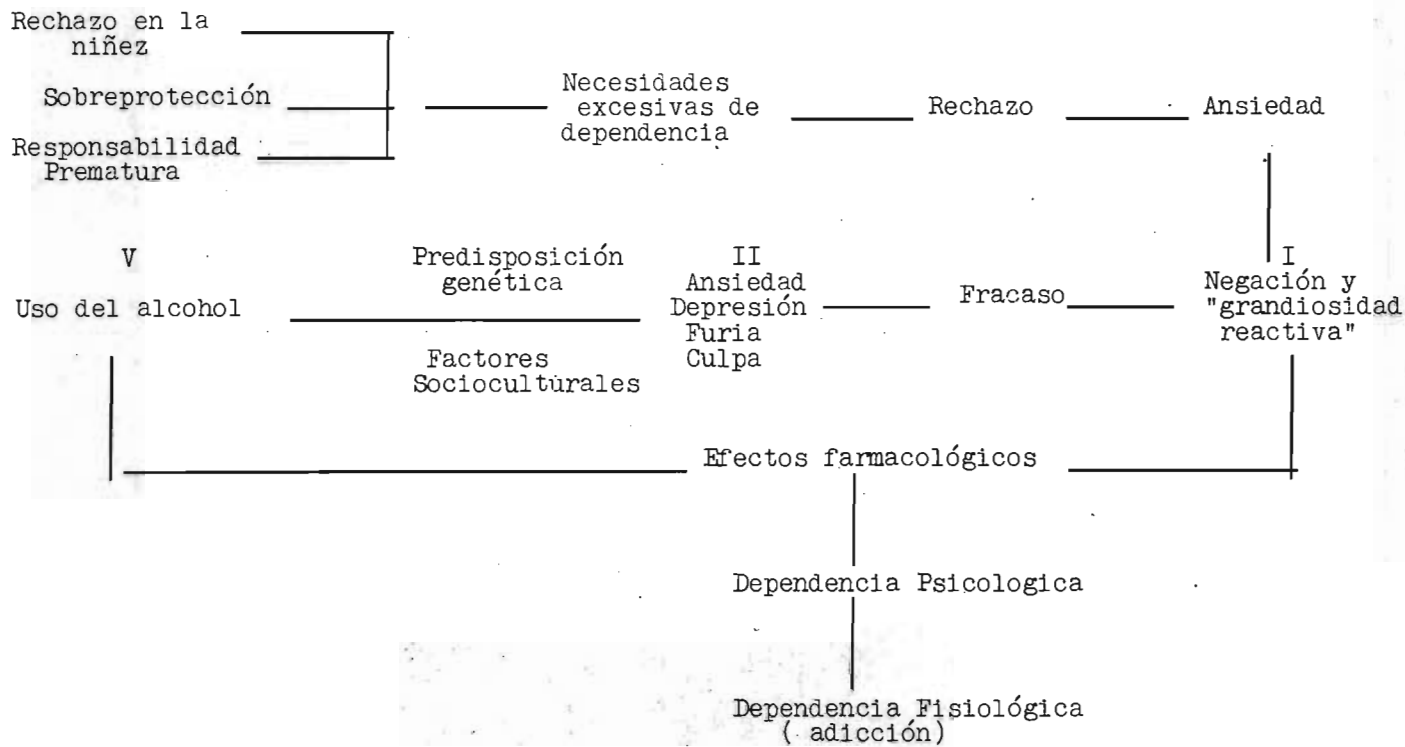 Rechazo en la
niñez
Sobreprotección
Responsabilidad
Prematura
Necesidades
excesivas de
dependencia
Rechazo
Ansiedad
V
Uso del alcohol
Predisposición
genética
Factores
Socioculturales
II
Ansiedad
Depresión
Furia
Culpa
Fracaso
I
Negación y
"grandiosidad
reactiva"
Efectos farmacológicos
Dependencia Psicologica
Dependencia Fisiológica
( adicción)